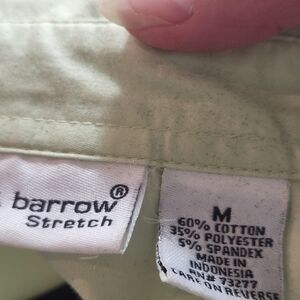 barrow®
Stretch
M
60% COTTON
35% POLYESTER
5% SPANDEX
MADE IN
INDONESIA
RN# 73277
CARE ON REVERSE